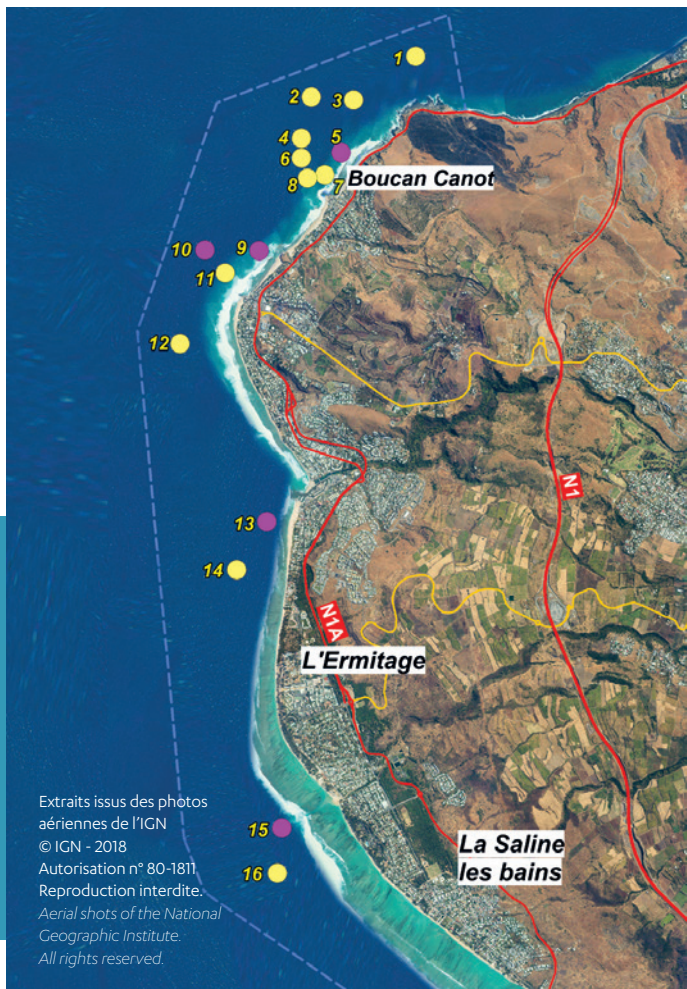 1
2
3
4
5
6
7
8
Boucan Canot
9
10
11
12
13
14
N1
N1A
L'Ermitage
15
16
La Saline
les bains
Extraits issus des photos
aériennes de l'IGN
© IGN - 2018
Autorisation n° 80-1811
Reproduction interdite.
Aerial shots of the National
Geographic Institute.
All rights reserved.